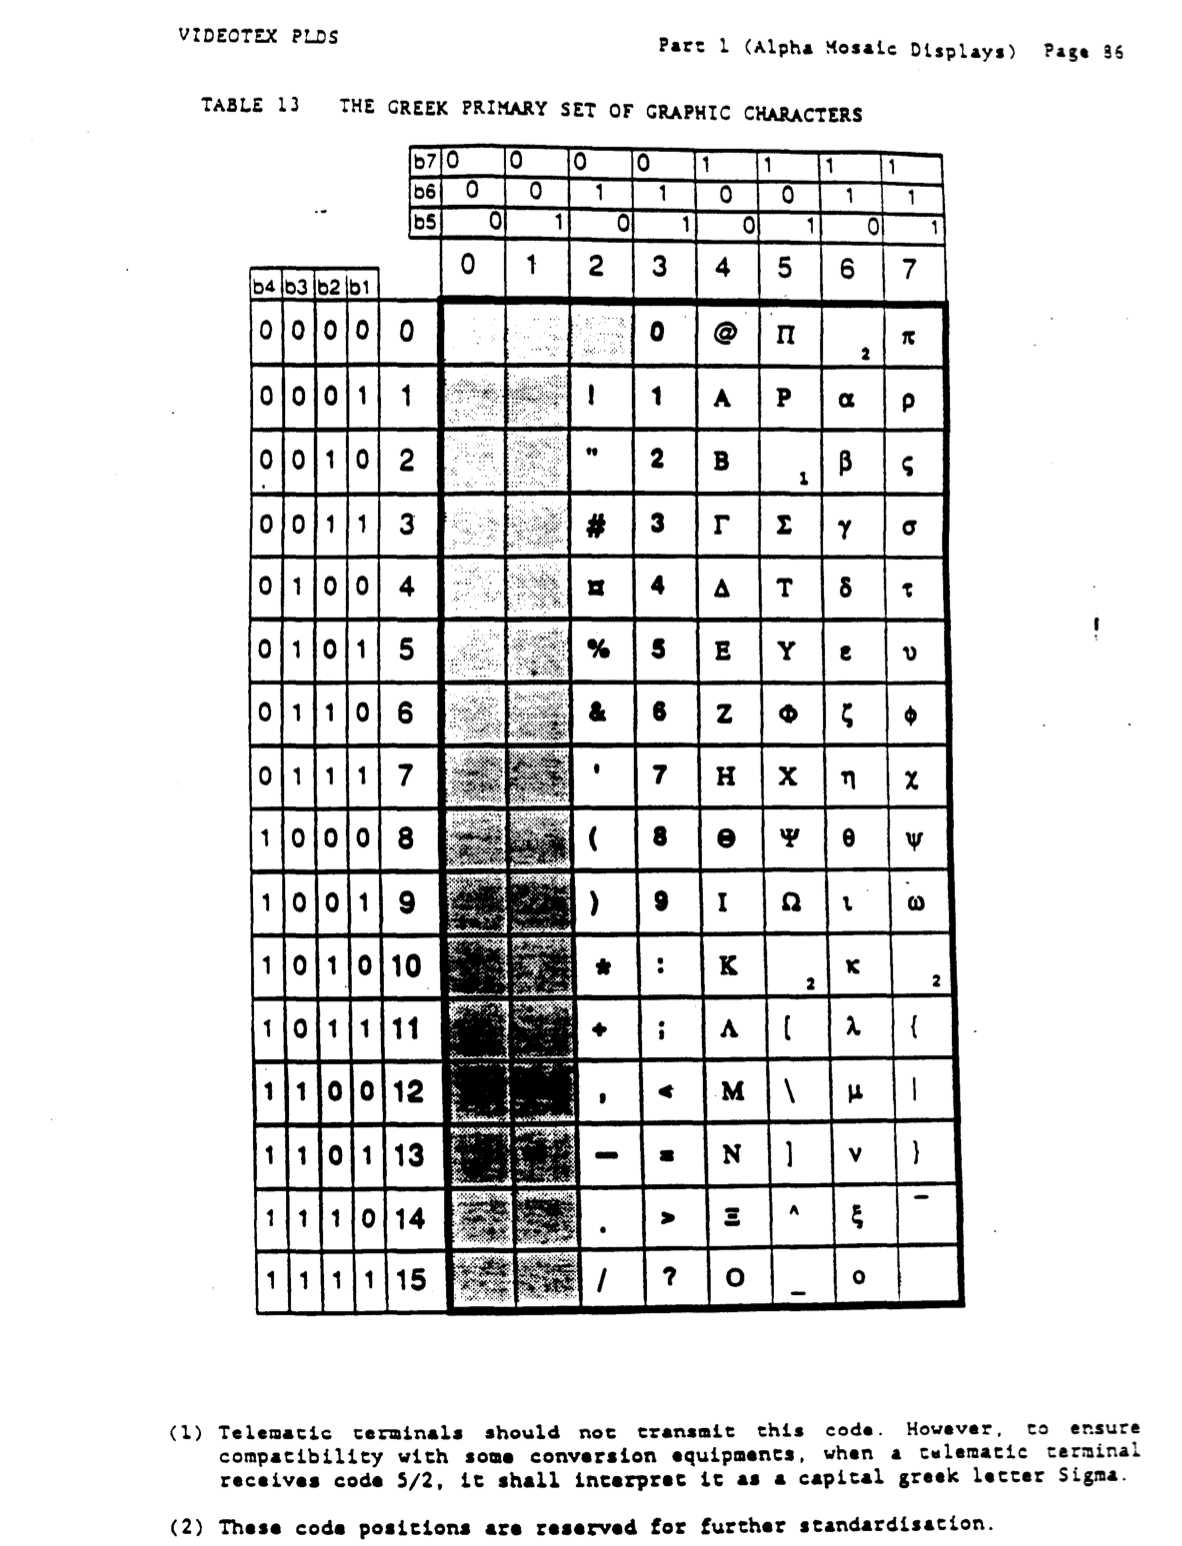 VIDEOTEX PLDS
Part 1 (Alpha Mosaic Displays) Page 86
TABLE 13 THE GREEK PRIMARY SET OF GRAPHIC CHARACTERS
b7 0 0 0 0 1 1 1 1
b6 0 0 1 1 0 0 1 1
b5 0 1 0 1 0 1 0 1
0 1 2 3 4 5 6 7
b4 b3 b2 b1
0 0 0 0 0 0 @ Π 2 π
0 0 0 1 1 ! 1 Α Ρ α ρ
0 0 1 0 2 " 2 Β 1 β ς
0 0 1 1 3 # 3 Γ Σ γ σ
0 1 0 0 4 ¤ 4 Δ Τ δ τ
0 1 0 1 5 % 5 Ε Υ ε υ
0 1 1 0 6 & 6 Ζ Φ ζ φ
0 1 1 1 7 ' 7 Η Χ η χ
1 0 0 0 8 ( 8 Θ Ψ θ ψ
1 0 0 1 9 ) 9 Ι Ω ι ω
1 0 1 0 10 * : Κ 2 κ 2
1 0 1 1 11 + ; Λ [ λ {
1 1 0 0 12 , < Μ \ μ |
1 1 0 1 13 — = Ν ] ν }
1 1 1 0 14 . > Ξ ^ ξ ‾
1 1 1 1 15 / ? Ο _ ο
(1) Telematic terminals should not transmit this code. However, to ensure
compatibility with some conversion equipments, when a telematic terminal
receives code 5/2, it shall interpret it as a capital greek letter Sigma.
(2) These code positions are reserved for further standardisation.